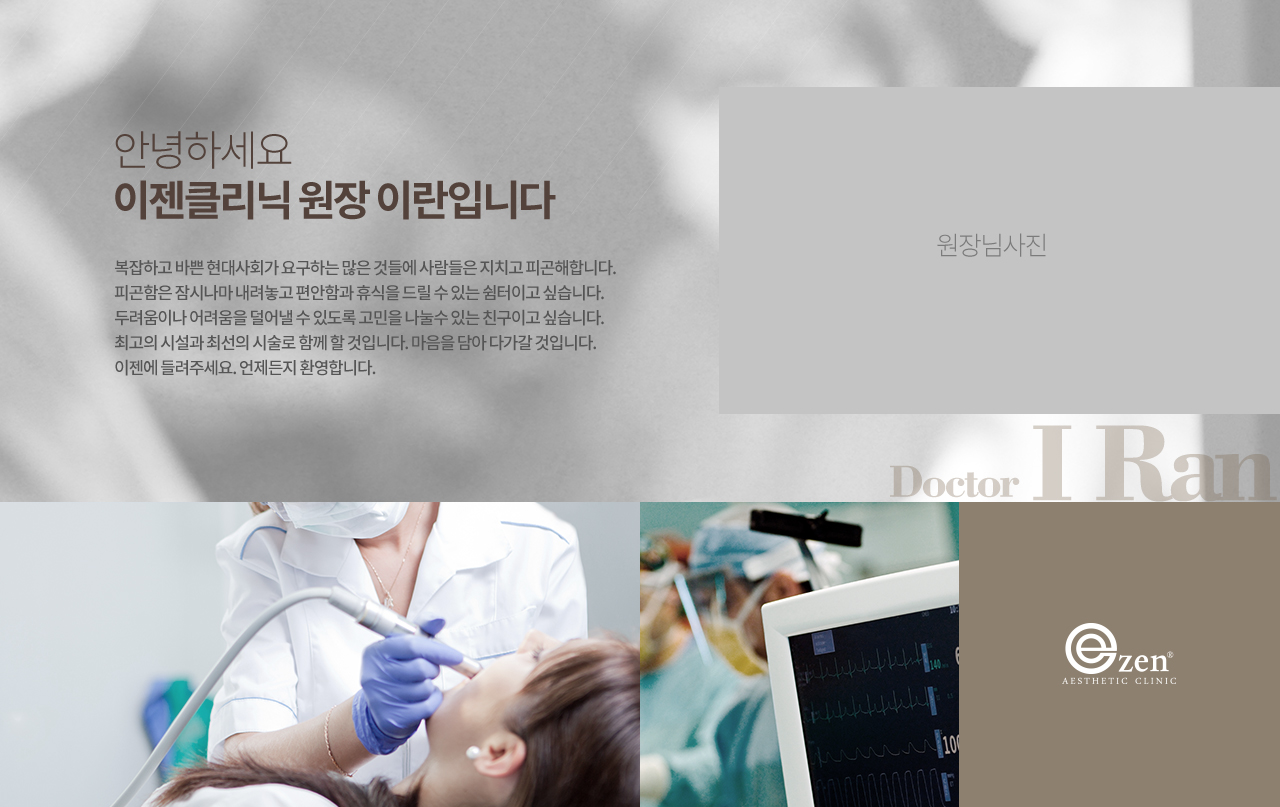 안녕하세요
이젠클리닉 원장 이란입니다
복잡하고 바쁜 현대사회가 요구하는 많은 것들에 사람들은 지치고 피곤해합니다.
피곤함은 잠시나마 내려놓고 편안함과 휴식을 드릴 수 있는 쉼터이고 싶습니다.
두려움이나 어려움을 덜어낼 수 있도록 고민을 나눌수 있는 친구이고 싶습니다.
최고의 시설과 최선의 시술로 함께 할 것입니다. 마음을 담아 다가갈 것입니다.
이젠에 들려주세요. 언제든지 환영합니다.
원장님사진
Doctor I Ran
140
100
ezen®
AESTHETIC CLINIC